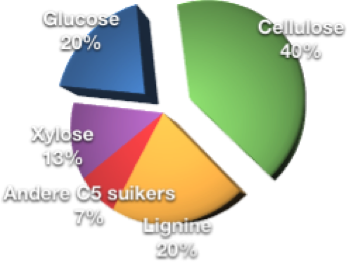 Glucose
20%
Cellulose
40%
Xylose
13%
Andere C5 suikers
7%
Lignine
20%